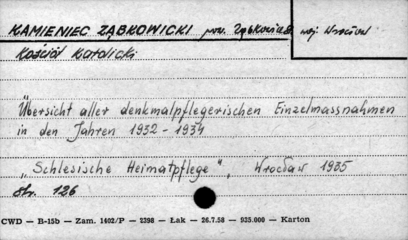 KAMIENIEC ZĄBKOWICKI pow. Ząbkowice woj. Wrocław
Kościół katolicki
Übersicht aller denkmalpflegerischen Einzelmassnahmen
in den Jahren 1932 - 1934
„Schlesische Heimatpflege", Wrocław 1935
Str. 126
CWD — B-15b — Zam. 1402/P — 2398 — Łak — 26.7.58 — 935.000 — Karton